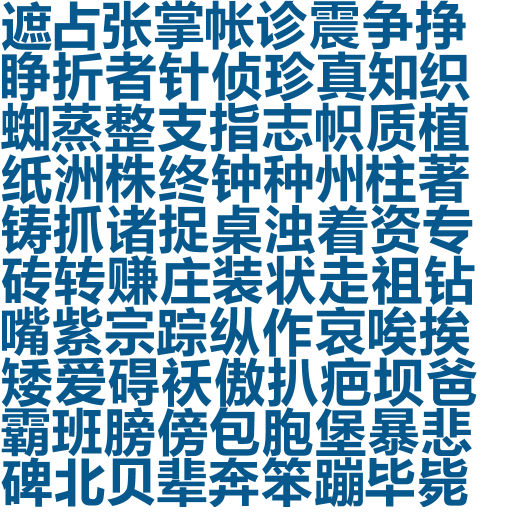 遮占张掌帐诊震争挣
睁折者针侦珍真知织
蜘蒸整支指志帜质植
纸洲株终钟种州柱著
铸抓诸捉桌浊着资专
砖转赚庄装状走祖钻
嘴紫宗踪纵作哀唉挨
矮爱碍袄傲扒疤坝爸
霸班膀傍包胞堡暴悲
碑北贝辈奔笨蹦毕毙